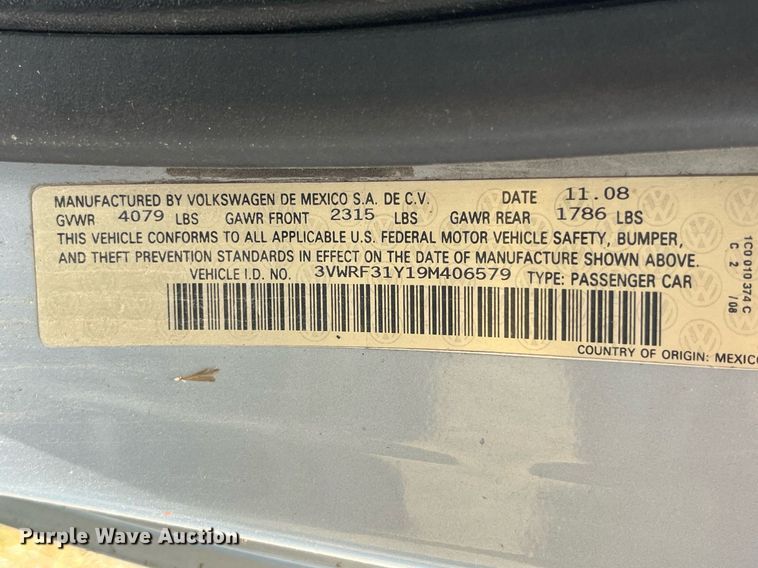 MANUFACTURED BY VOLKSWAGEN DE MEXICO S.A. DE C.V. DATE 11.08
GVWR 4079 LBS GAWR FRONT 2315 LBS GAWR REAR 1786 LBS
THIS VEHICLE CONFORMS TO ALL APPLICABLE U.S. FEDERAL MOTOR VEHICLE SAFETY, BUMPER,
AND THEFT PREVENTION STANDARDS IN EFFECT ON THE DATE OF MANUFACTURE SHOWN ABOVE.
VEHICLE I.D. NO. 3VWRF31Y19M406579 TYPE: PASSENGER CAR
COUNTRY OF ORIGIN: MEXICO
1C0 010 374 C
C 2 /08
Purple Wave Auction